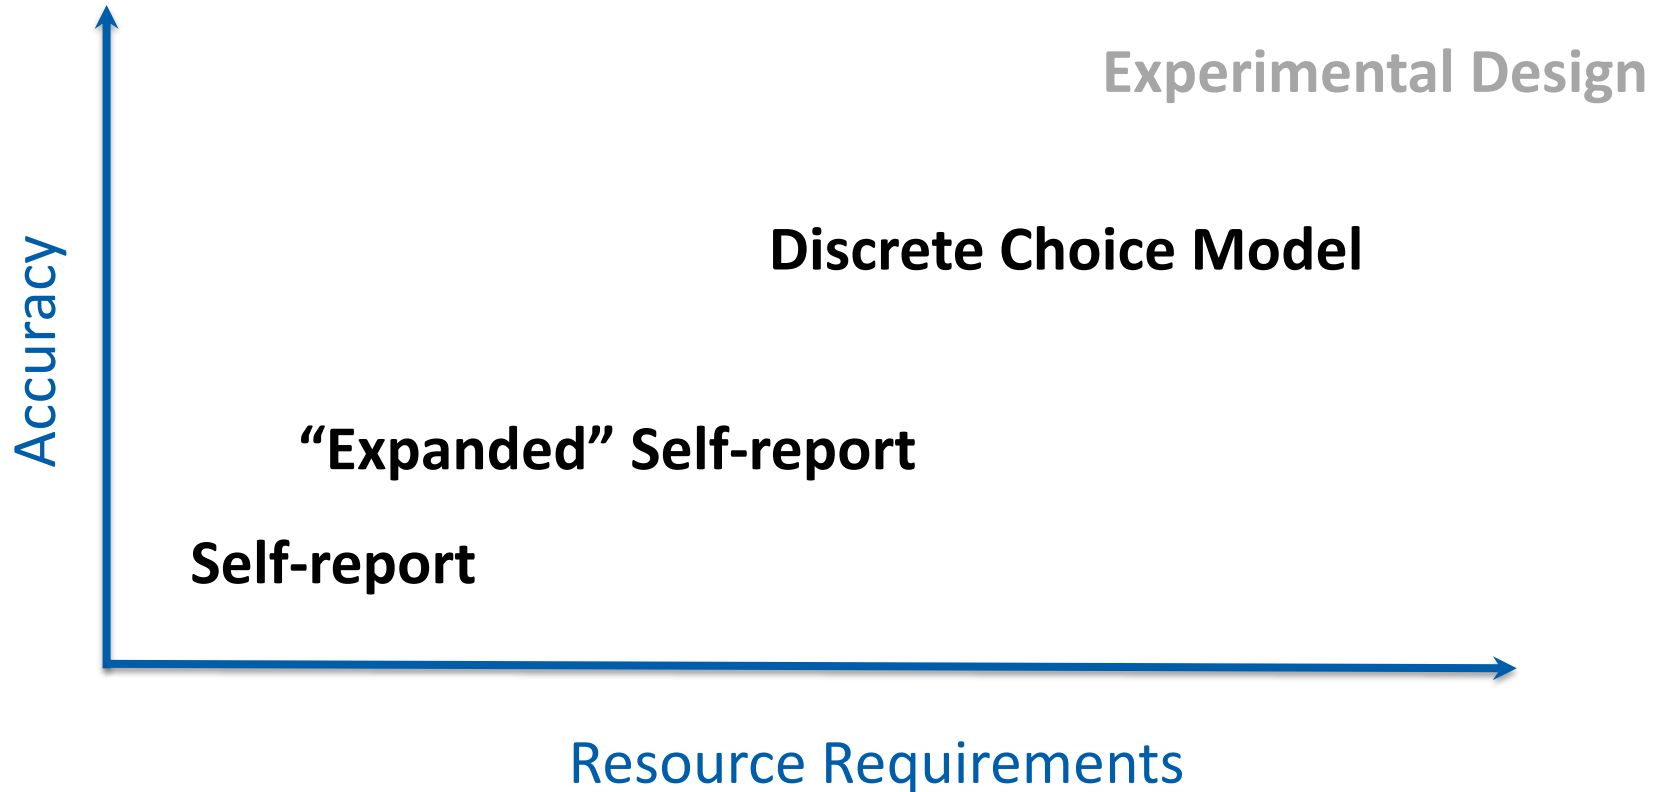 Experimental Design
Discrete Choice Model
Accuracy
“Expanded” Self-report
Self-report
Resource Requirements